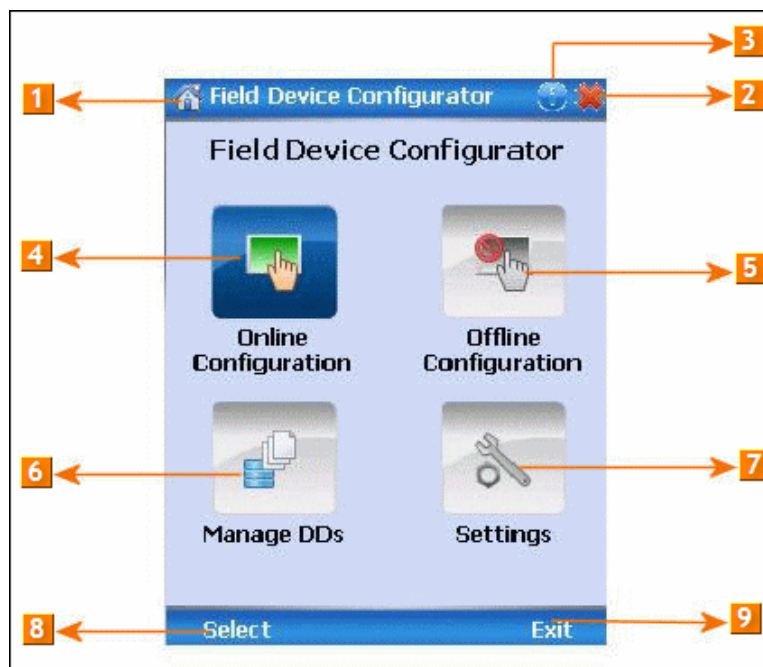 3
1
Field Device Configurator
2
Field Device Configurator
4
5
Online
Configuration
Offline
Configuration
6
7
Manage DDs
Settings
8
Select
Exit
9